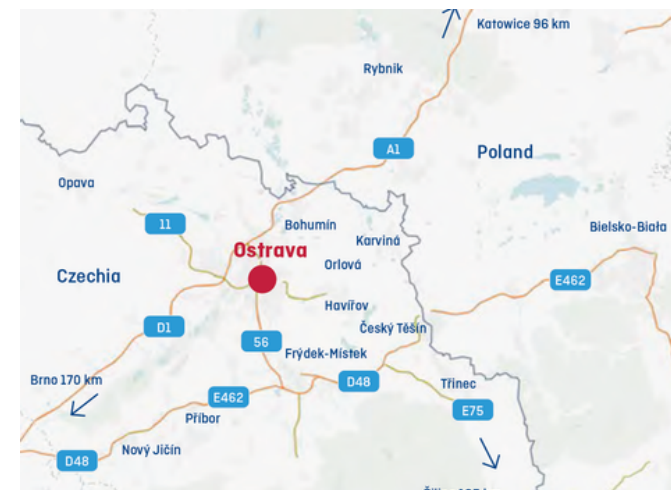 Katowice 96 km
Rybnik
A1
Poland
Opava
11
Bohumín
Bielsko-Biała
Karviná
Ostrava
Orlová
Czechia
E462
Havířov
D1
Český Těšín
56
Frýdek-Místek
Brno 170 km
D48
Třinec
E462
E75
Příbor
Nový Jičín
D48